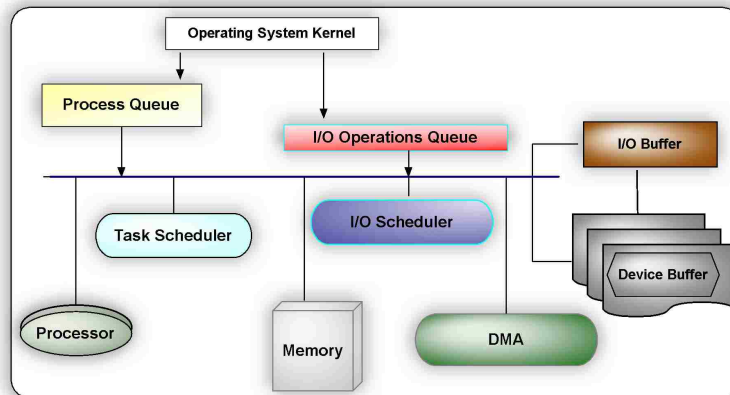 Operating System Kernel
Process Queue
I/O Operations Queue
I/O Buffer
Task Scheduler
I/O Scheduler
Device Buffer
Processor
Memory
DMA